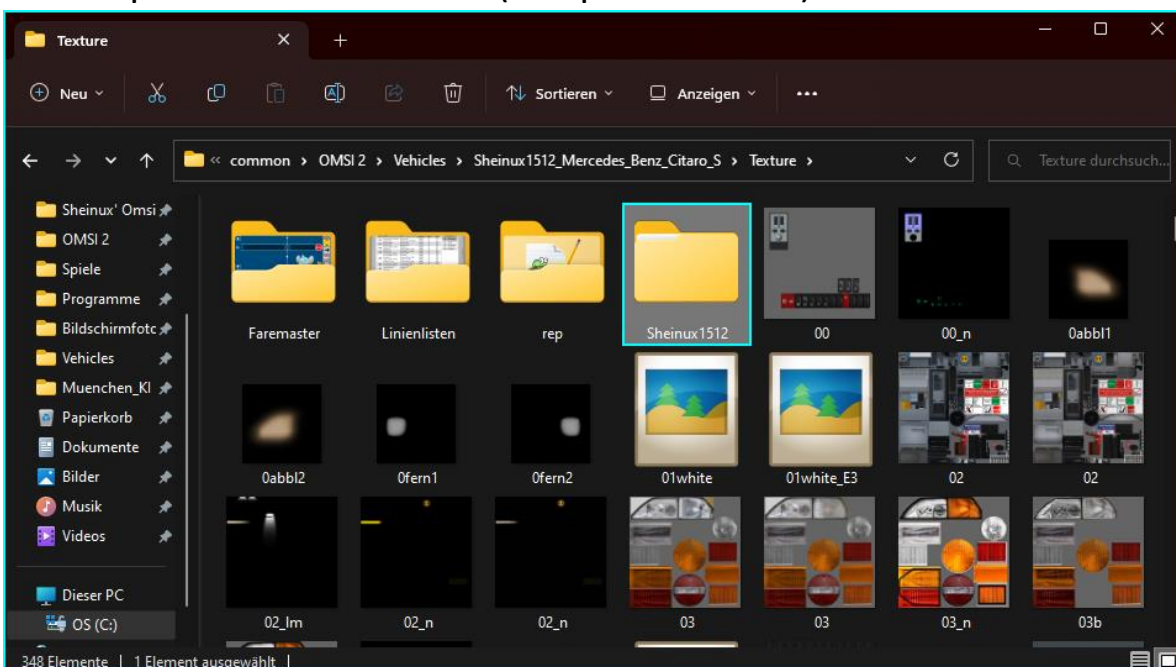 Texture
Neu
Sortieren
Anzeigen
« common > OMSI 2 > Vehicles > Sheinux1512_Mercedes_Benz_Citaro_S > Texture >
Texture durchsuch...
Sheinux' Omsi
OMSI 2
Spiele
Programme
Bildschirmfotc
Vehicles
Muenchen_Kl
Papierkorb
Dokumente
Bilder
Musik
Videos
Dieser PC
OS (C:)
Faremaster
Linienlisten
rep
Sheinux1512
00
00_n
0abbl1
0abbl2
0fern1
0fern2
01white
01white_E3
02
02
02_lm
02_n
02_n
03
03
03_n
03b
348 Elemente | 1 Element ausgewählt |